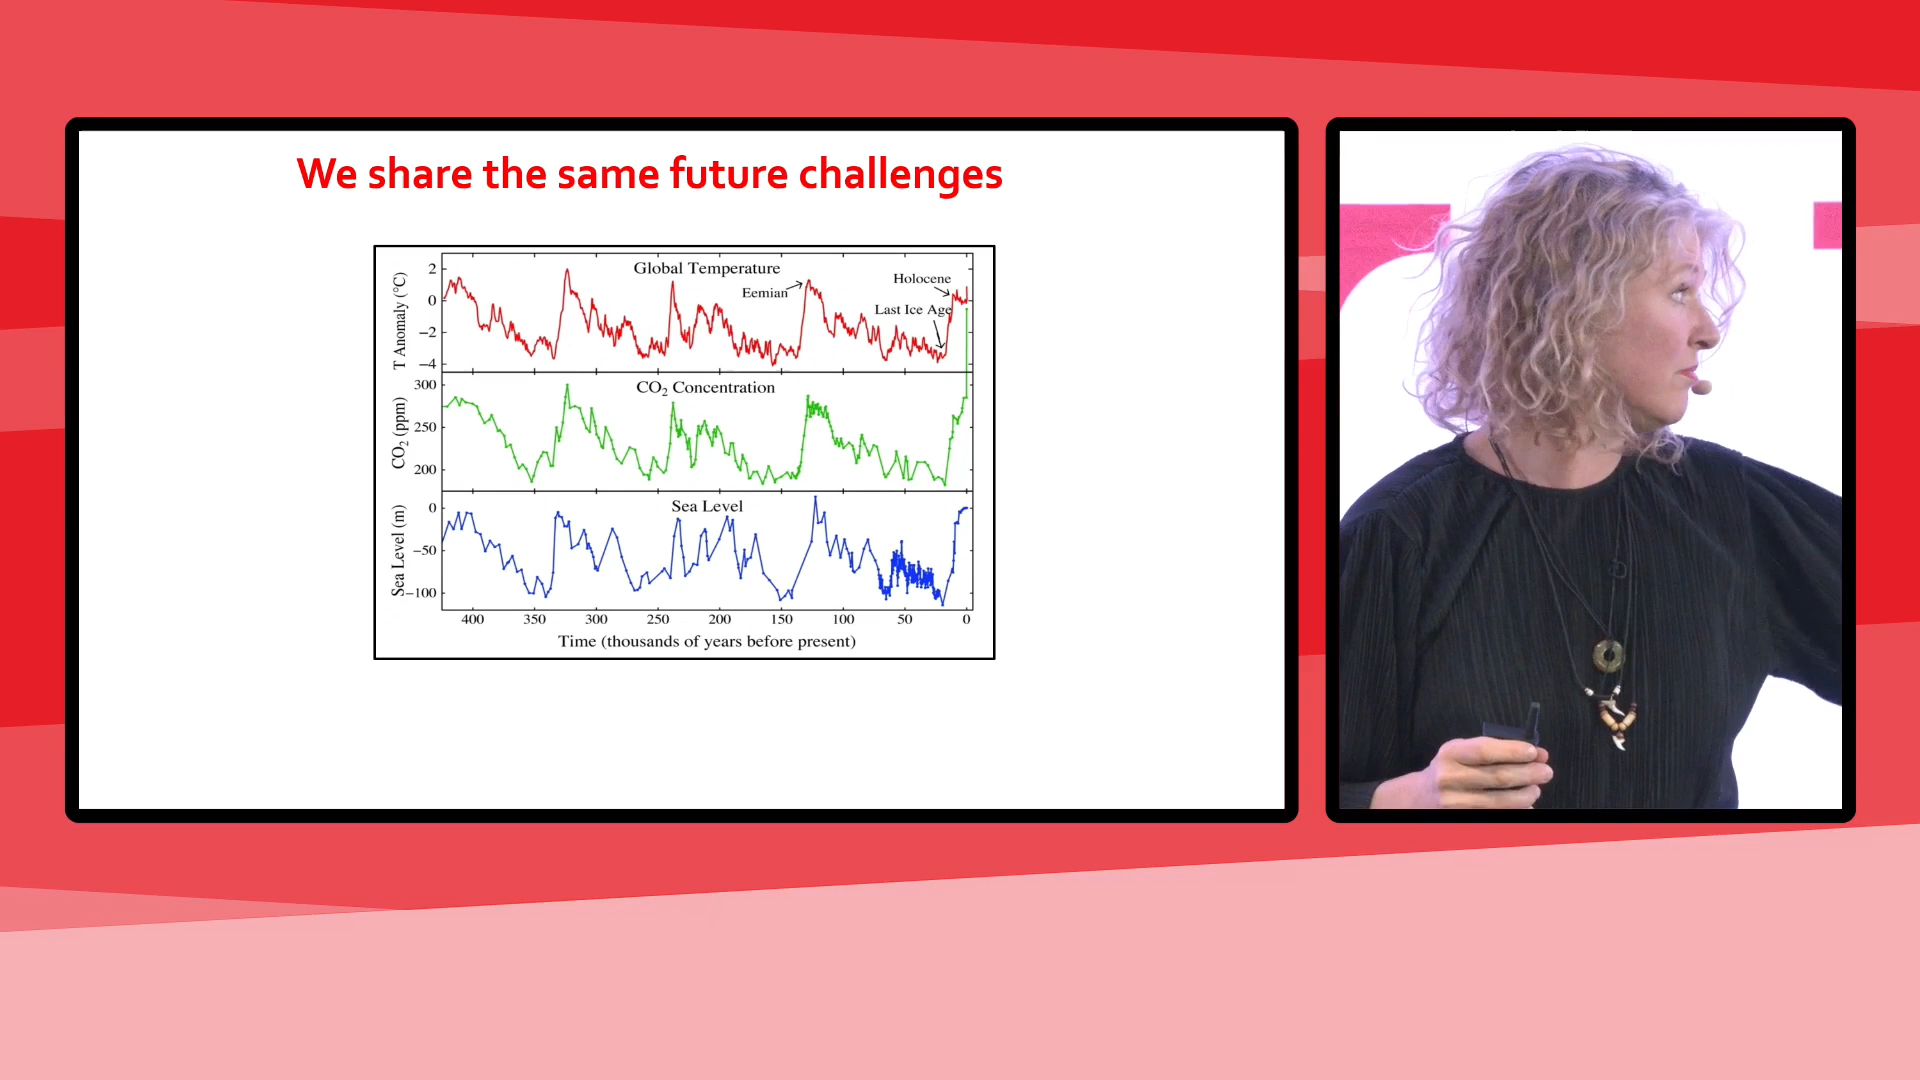 We share the same future challenges
Global Temperature
Eemian
Holocene
Last Ice Age
T Anomaly (°C)
2
0
−2
−4
CO₂ Concentration
CO₂ (ppm)
300
250
200
Sea Level
Sea Level (m)
0
−50
−100
400 350 300 250 200 150 100 50 0
Time (thousands of years before present)